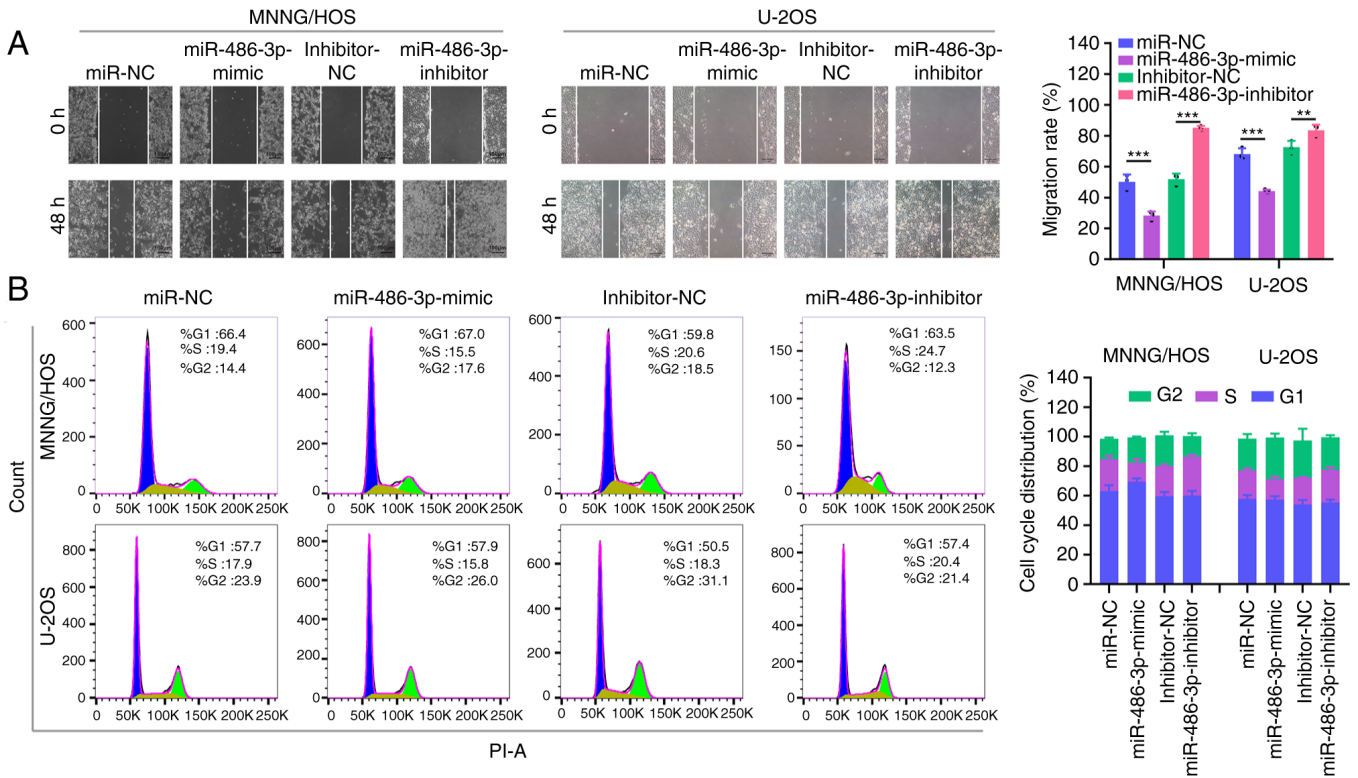 A
MNNG/HOS
miR-NC
miR-486-3p-
mimic
Inhibitor-
NC
miR-486-3p-
inhibitor
U-2OS
miR-NC
miR-486-3p-
mimic
Inhibitor-
NC
miR-486-3p-
inhibitor
0 h
48 h
0 h
48 h
Migration rate (%)
140
120
100
80
60
40
20
0
miR-NC
miR-486-3p-mimic
Inhibitor-NC
miR-486-3p-inhibitor
***
***
***
**
MNNG/HOS
U-2OS
B
miR-NC
miR-486-3p-mimic
Inhibitor-NC
miR-486-3p-inhibitor
Count
MNNG/HOS
600
400
200
0
%G1 :66.4
%S :19.4
%G2 :14.4
0 50K 100K 150K 200K 250K
600
400
200
0
%G1 :67.0
%S :15.5
%G2 :17.6
0 50K 100K 150K 200K 250K
600
400
200
0
%G1 :59.8
%S :20.6
%G2 :18.5
0 50K 100K 150K 200K 250K
150
100
50
0
%G1 :63.5
%S :24.7
%G2 :12.3
0 50K 100K 150K 200K 250K
U-2OS
800
600
400
200
0
%G1 :57.7
%S :17.9
%G2 :23.9
0 50K 100K 150K 200K 250K
800
600
400
200
0
%G1 :57.9
%S :15.8
%G2 :26.0
0 50K 100K 150K 200K 250K
600
400
200
0
%G1 :50.5
%S :18.3
%G2 :31.1
0 50K 100K 150K 200K 250K
800
600
400
200
0
%G1 :57.4
%S :20.4
%G2 :21.4
0 50K 100K 150K 200K 250K
PI-A
MNNG/HOS
U-2OS
Cell cycle distribution (%)
140
120
100
80
60
40
20
0
G2
S
G1
miR-NC
miR-486-3p-mimic
Inhibitor-NC
miR-486-3p-inhibitor
miR-NC
miR-486-3p-mimic
Inhibitor-NC
miR-486-3p-inhibitor